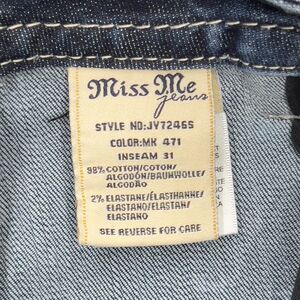 Miss Me
jeans
STYLE NO:JY7246S
COLOR:MK 471
INSEAM 31
98% COTTON/COTON/
ALGODÓN/BAUMWOLLE/
ALGODÃO
2% ELASTANE/ÉLASTHANNE/
ELASTANO/ELASTAN/
ELASTANO
SEE REVERSE FOR CARE